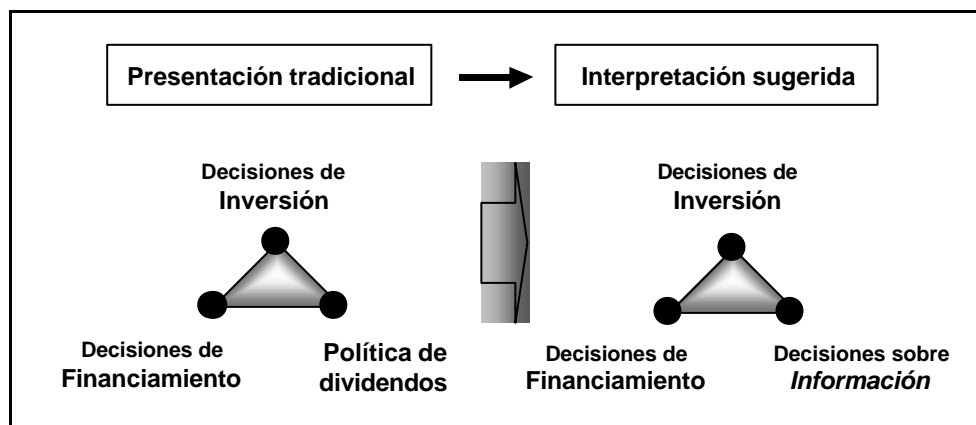 Presentación tradicional
Interpretación sugerida
Decisiones de
Inversión
Decisiones de
Financiamiento
Política de
dividendos
Decisiones de
Inversión
Decisiones de
Financiamiento
Decisiones sobre
Información